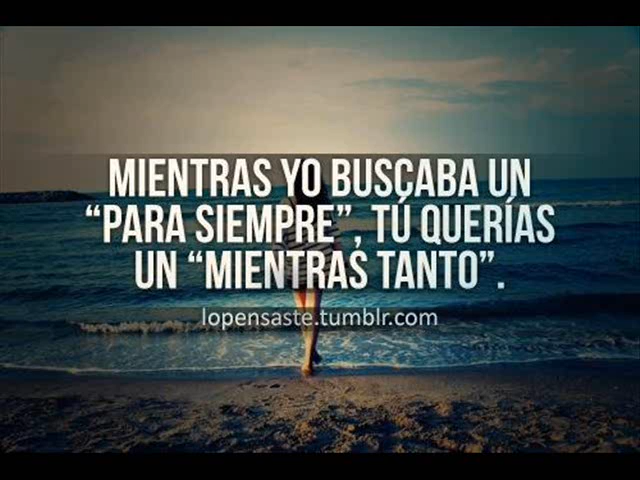 MIENTRAS YO BUSCABA UN
“PARA SIEMPRE”, TÚ QUERÍAS
UN “MIENTRAS TANTO”.
lopensaste.tumblr.com